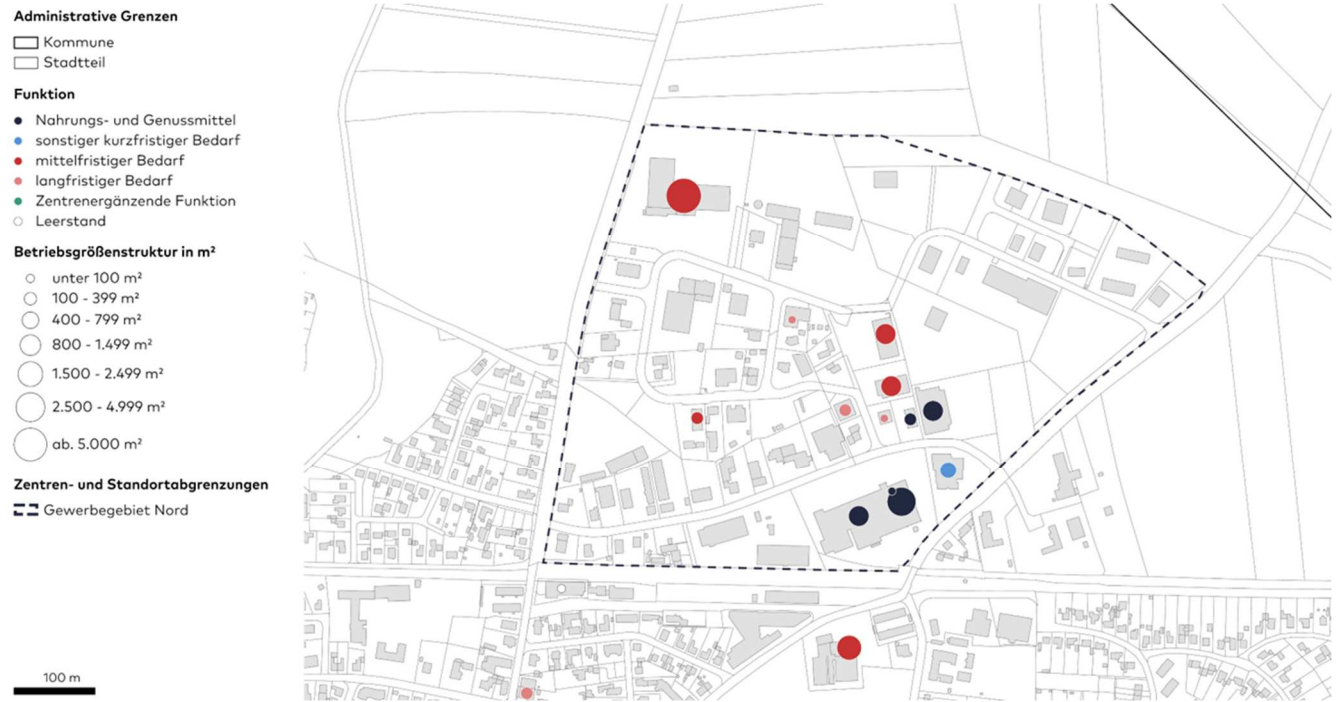 Administrative Grenzen
Kommune
Stadtteil
Funktion
Nahrungs- und Genussmittel
sonstiger kurzfristiger Bedarf
mittelfristiger Bedarf
langfristiger Bedarf
Zentrenergänzende Funktion
Leerstand
Betriebsgrößenstruktur in m²
unter 100 m²
100 - 399 m²
400 - 799 m²
800 - 1.499 m²
1.500 - 2.499 m²
2.500 - 4.999 m²
ab. 5.000 m²
Zentren- und Standortabgrenzungen
Gewerbegebiet Nord
100 m